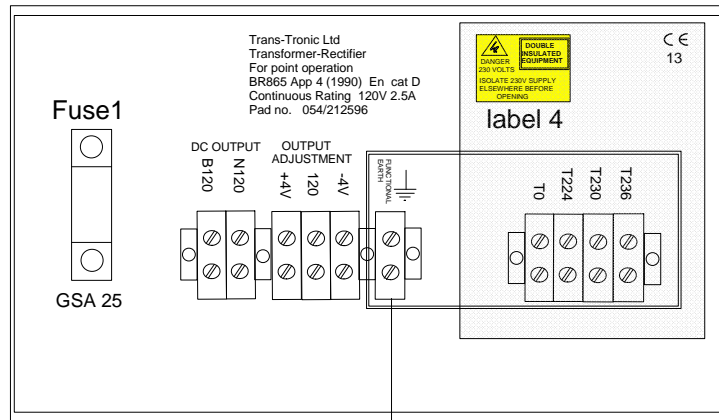 Trans-Tronic Ltd
Transformer-Rectifier
For point operation
BR865 App 4 (1990) En cat D
Continuous Rating 120V 2.5A
Pad no. 054/212596
DANGER
230 VOLTS
DOUBLE
INSULATED
EQUIPMENT
ISOLATE 230V SUPPLY
ELSEWHERE BEFORE
OPENING
label 4
CE
13
Fuse1
GSA 25
DC OUTPUT
B120
N120
OUTPUT
ADJUSTMENT
+4V
120
-4V
FUNCTIONAL
EARTH
T0
T224
T230
T236